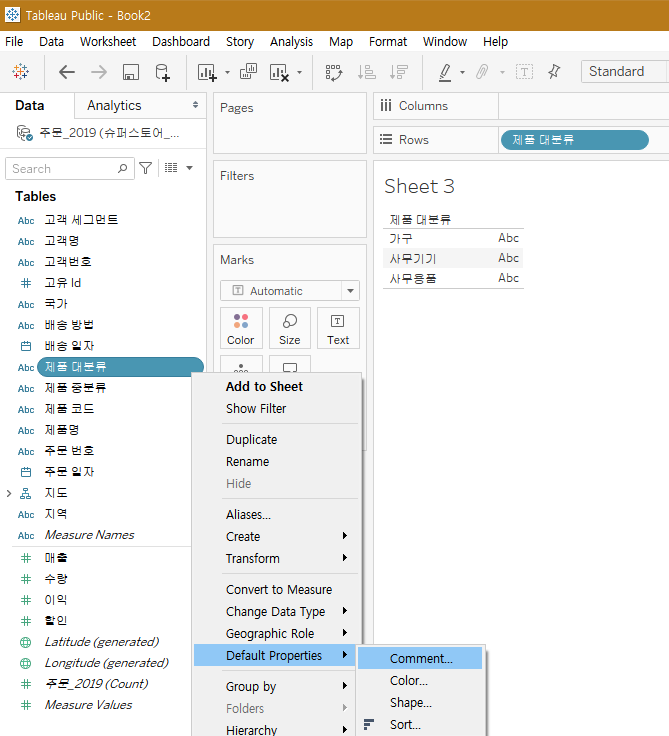 Tableau Public - Book2
File Data Worksheet Dashboard Story Analysis Map Format Window Help
Standard
Data Analytics
주문_2019 (슈퍼스토어_...
Search
Tables
Abc 고객 세그먼트
Abc 고객명
Abc 고객번호
# 고유 Id
Abc 국가
Abc 배송 방법
배송 일자
Abc 제품 대분류
Abc 제품 중분류
Abc 제품 코드
Abc 제품명
Abc 주문 번호
주문 일자
지도
Abc 지역
Abc Measure Names
# 매출
# 수량
# 이익
# 할인
Latitude (generated)
Longitude (generated)
# 주문_2019 (Count)
# Measure Values
Pages
Filters
Marks
T Automatic
Color Size Text
Columns
Rows 제품 대분류
Sheet 3
제품 대분류
가구 Abc
사무기기 Abc
사무용품 Abc
Add to Sheet
Show Filter
Duplicate
Rename
Hide
Aliases...
Create
Transform
Convert to Measure
Change Data Type
Geographic Role
Default Properties
Group by
Folders
Hierarchy
Comment...
Color...
Shape...
Sort...